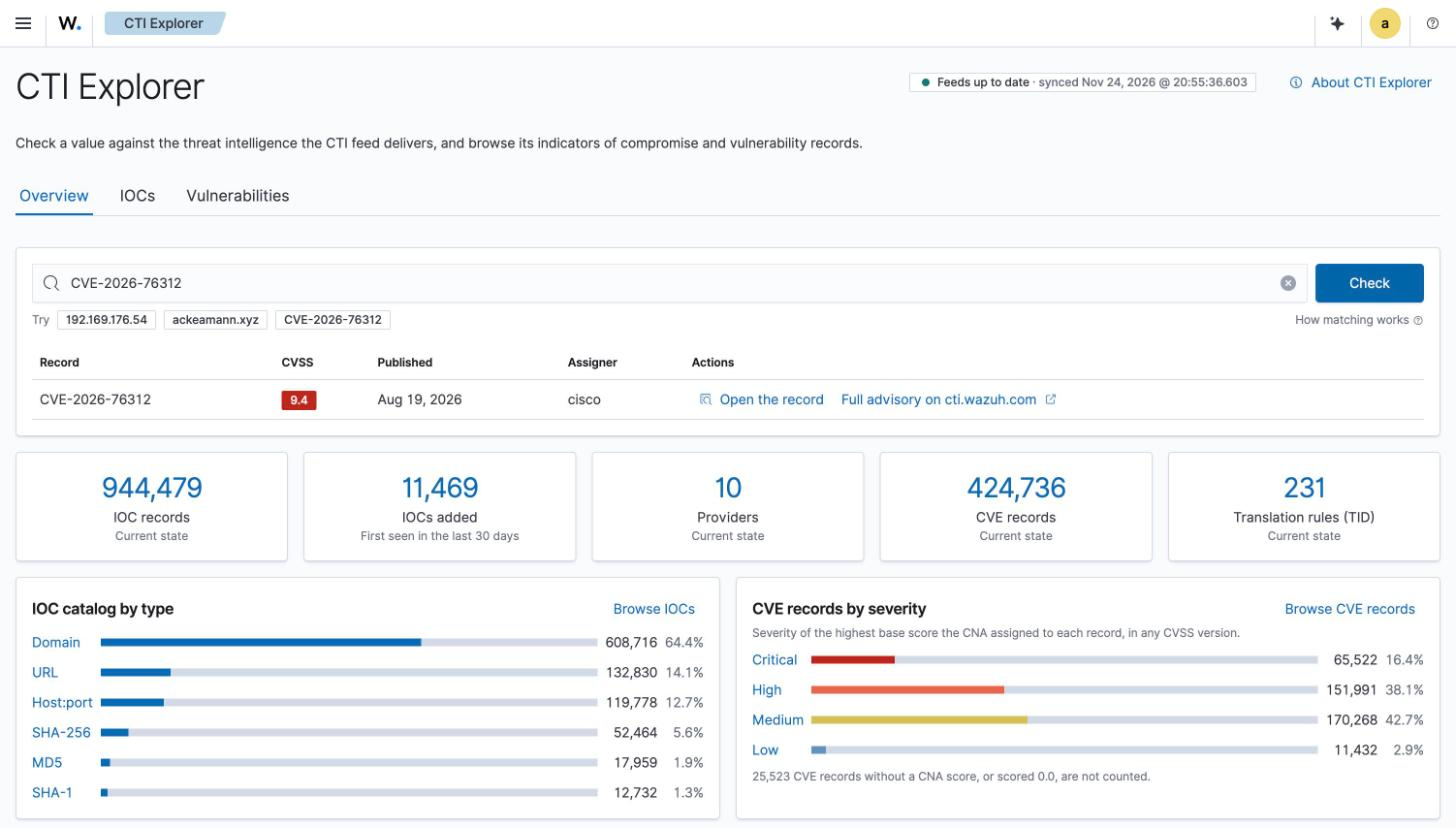 W. CTI Explorer a
CTI Explorer
Feeds up to date · synced Nov 24, 2026 @ 20:55:36.603 About CTI Explorer
Check a value against the threat intelligence the CTI feed delivers, and browse its indicators of compromise and vulnerability records.
Overview IOCs Vulnerabilities
CVE-2026-76312 Check
Try 192.169.176.54 ackeamann.xyz CVE-2026-76312 How matching works
Record CVSS Published Assigner Actions
CVE-2026-76312 9.4 Aug 19, 2026 cisco Open the record Full advisory on cti.wazuh.com
944,479 11,469 10 424,736 231
IOC records IOCs added Providers CVE records Translation rules (TID)
Current state First seen in the last 30 days Current state Current state Current state
IOC catalog by type Browse IOCs
Domain 608,716 64.4%
URL 132,830 14.1%
Host:port 119,778 12.7%
SHA-256 52,464 5.6%
MD5 17,959 1.9%
SHA-1 12,732 1.3%
CVE records by severity Browse CVE records
Severity of the highest base score the CNA assigned to each record, in any CVSS version.
Critical 65,522 16.4%
High 151,991 38.1%
Medium 170,268 42.7%
Low 11,432 2.9%
25,523 CVE records without a CNA score, or scored 0.0, are not counted.